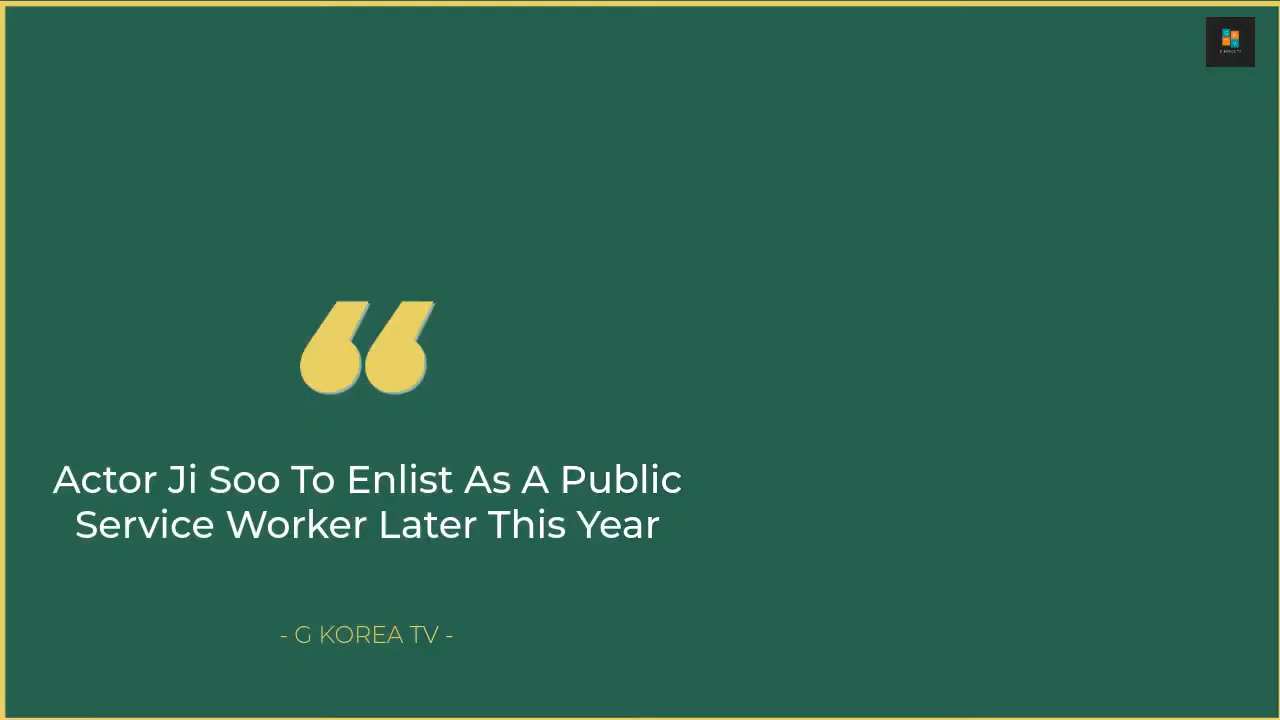 Actor Ji Soo To Enlist As A Public
Service Worker Later This Year
- G KOREA TV -